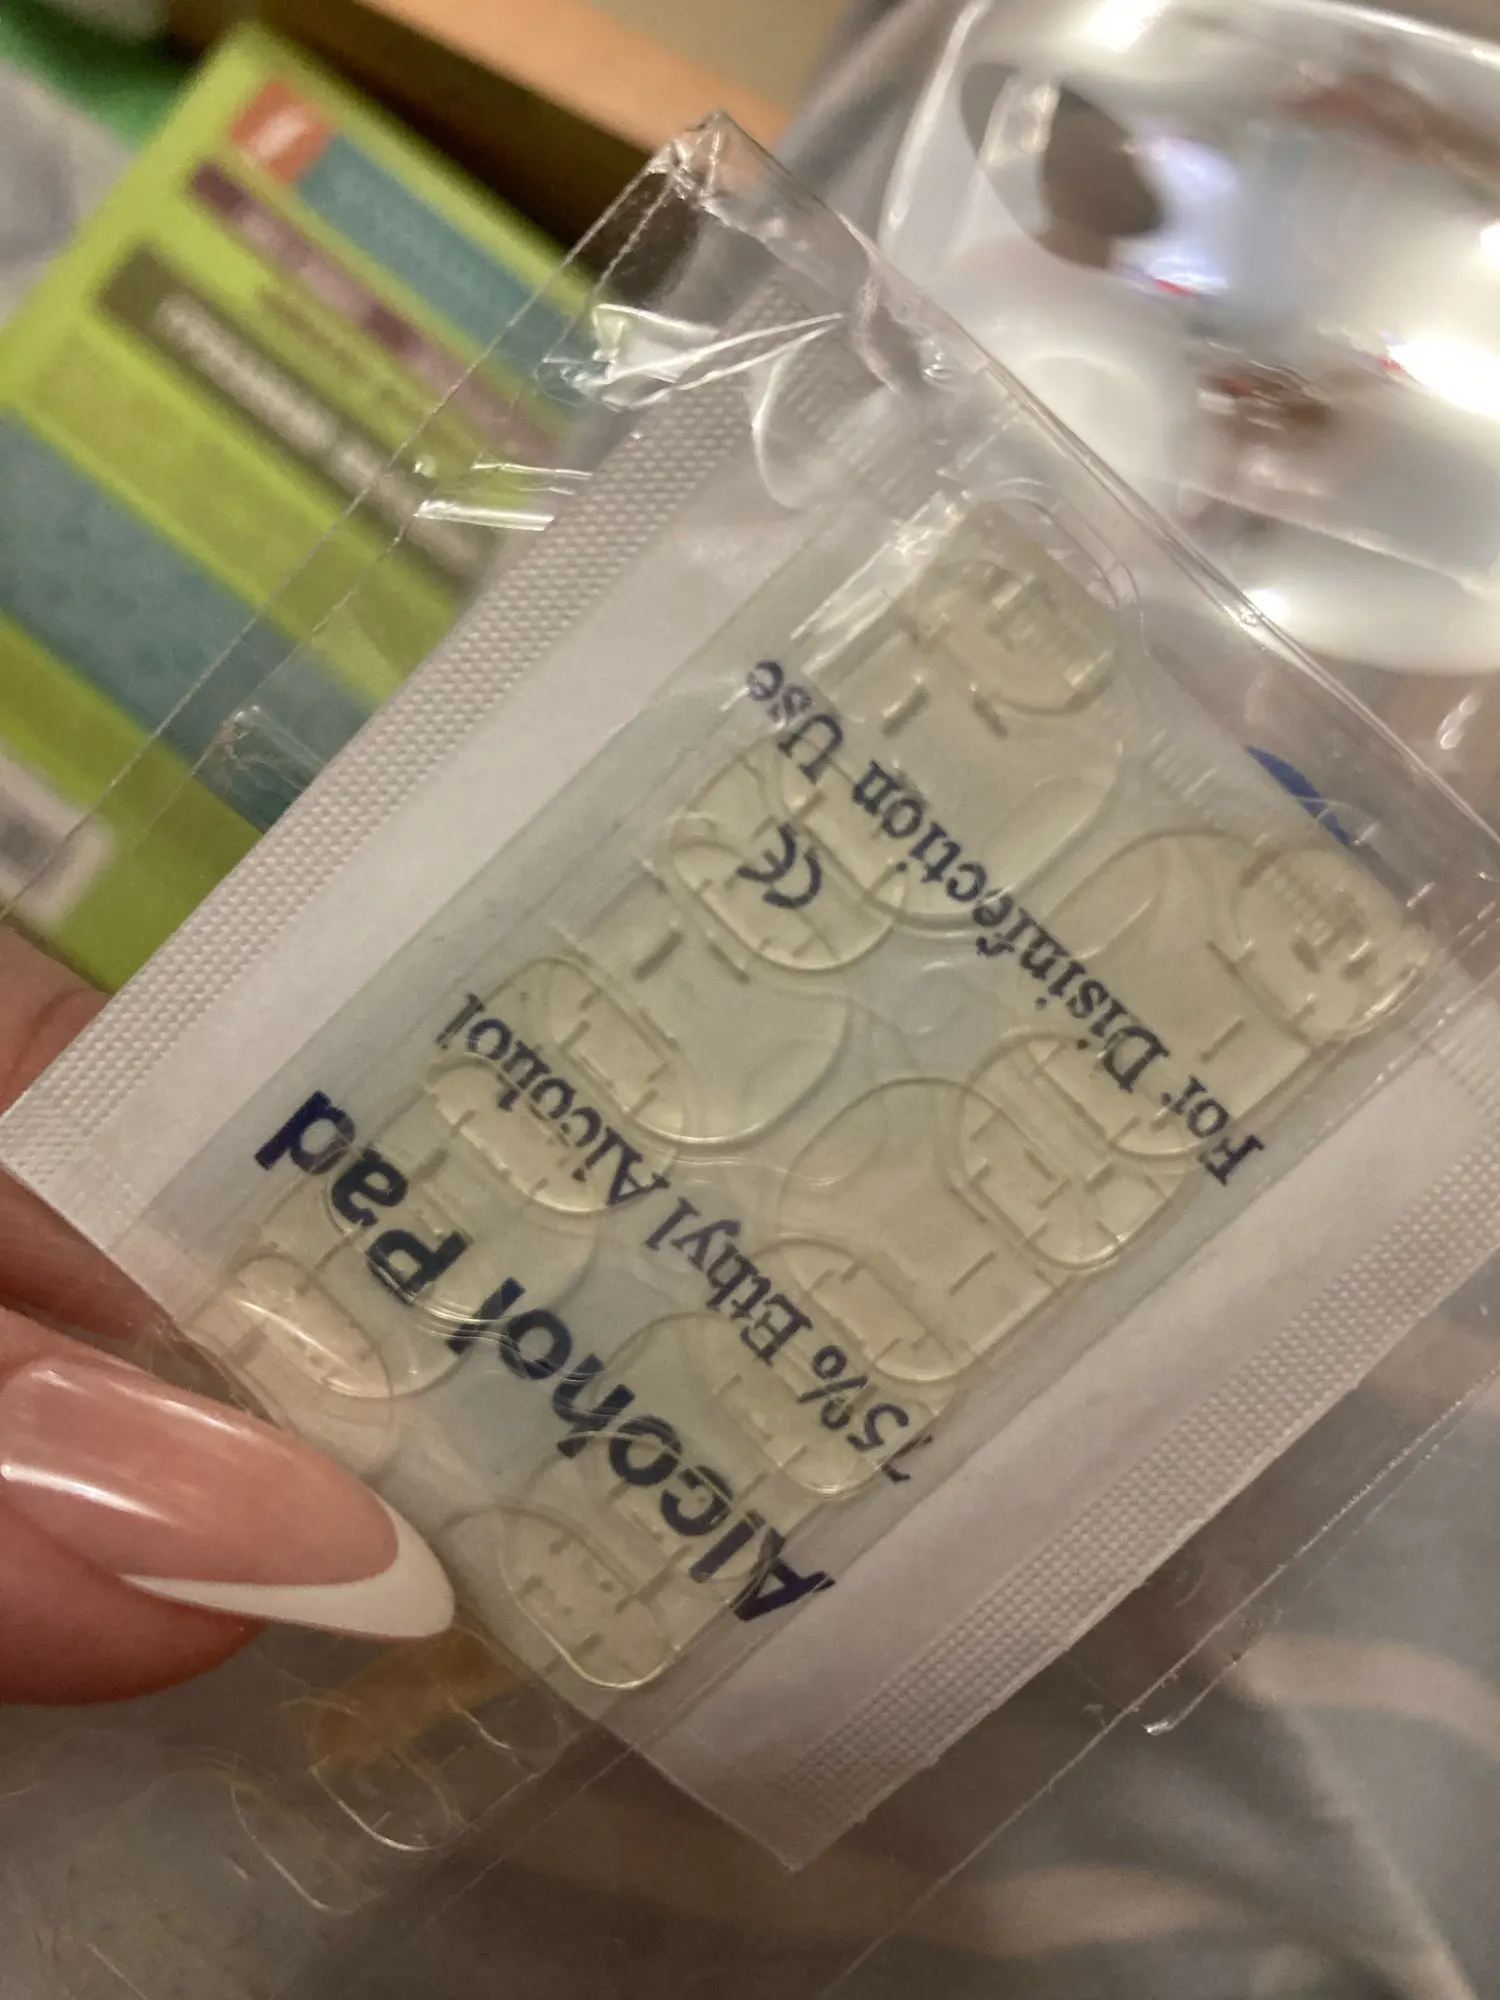 Alcohol Pad
75% Ethyl Alcohol
CE
For Disinfection Use